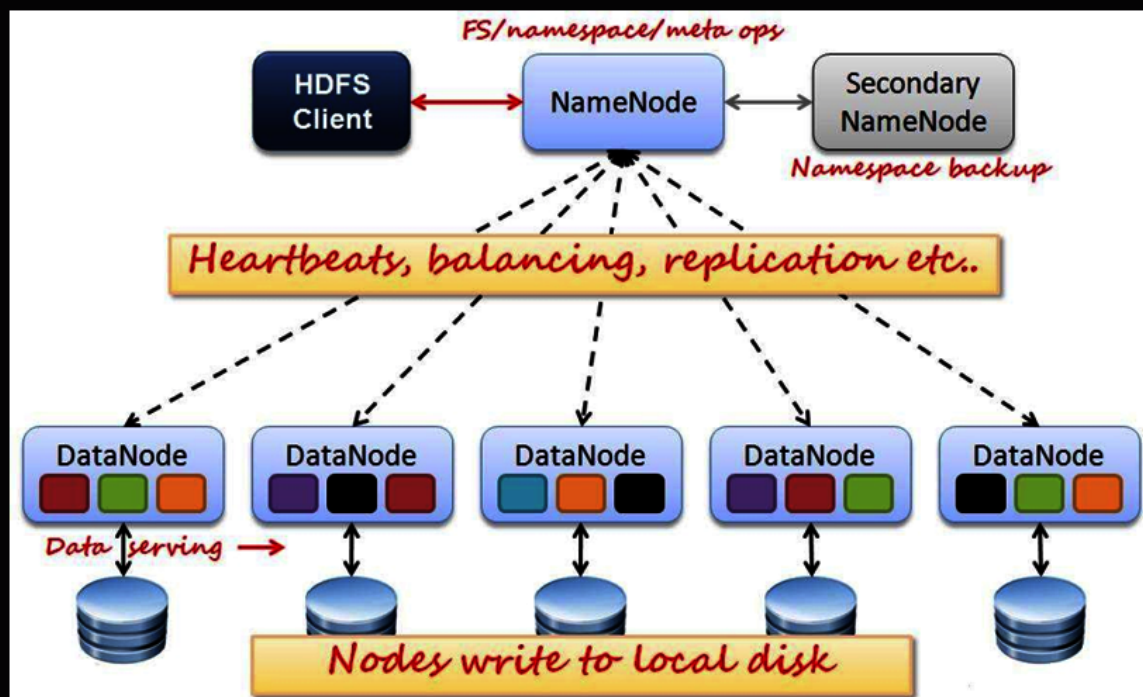 FS/namespace/meta ops
HDFS
Client
NameNode
Secondary
NameNode
Namespace backup
Heartbeats, balancing, replication etc..
DataNode
DataNode
DataNode
DataNode
DataNode
Data serving
Nodes write to local disk